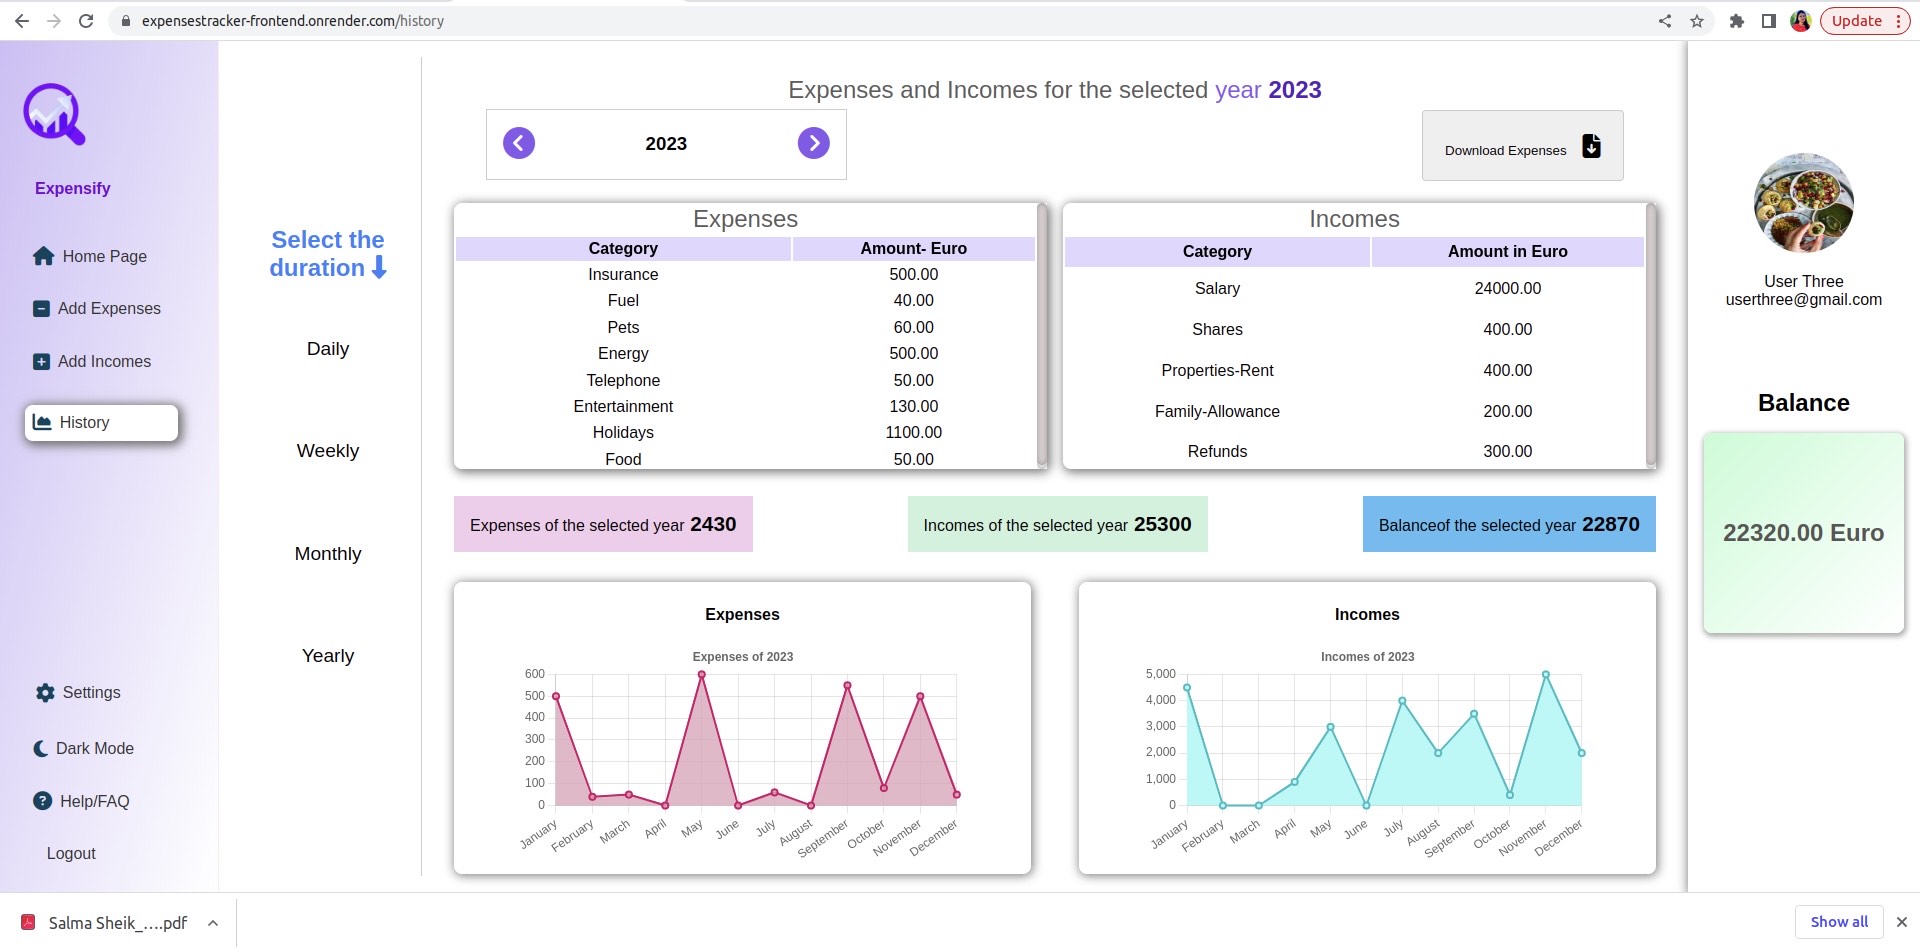 expensestracker-frontend.onrender.com/history
Update
Expensify
Home Page
Add Expenses
Add Incomes
History
Settings
Dark Mode
Help/FAQ
Logout
Select the
duration
Daily
Weekly
Monthly
Yearly
Expenses and Incomes for the selected year 2023
2023
Download Expenses
Expenses
Category Amount- Euro
Insurance 500.00
Fuel 40.00
Pets 60.00
Energy 500.00
Telephone 50.00
Entertainment 130.00
Holidays 1100.00
Food 50.00
Incomes
Category Amount in Euro
Salary 24000.00
Shares 400.00
Properties-Rent 400.00
Family-Allowance 200.00
Refunds 300.00
Expenses of the selected year 2430
Incomes of the selected year 25300
Balanceof the selected year 22870
Expenses
Expenses of 2023
600
500
400
300
200
100
0
January February March April May June July August September October November December
Incomes
Incomes of 2023
5,000
4,000
3,000
2,000
1,000
0
January February March April May June July August September October November December
User Three
userthree@gmail.com
Balance
22320.00 Euro
Salma Sheik_....pdf
Show all